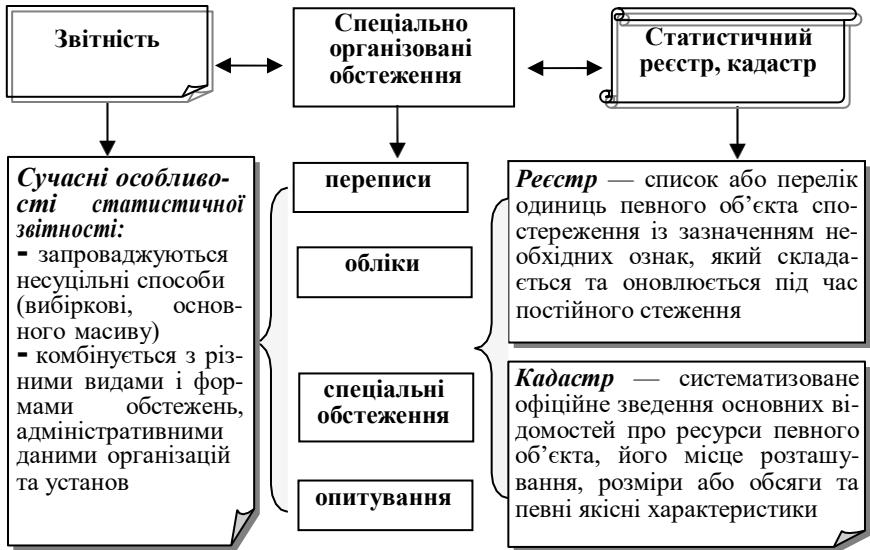 Звітність
Спеціально
організовані
обстеження
Статистичний
реєстр, кадастр
Сучасні особливо-
сті статистичної
звітності:
- запроваджуються
несуцільні способи
(вибіркові, основ-
ного масиву)
- комбінується з різ-
ними видами і фор-
мами обстежень,
адміністративними
даними організацій
та установ
переписи
обліки
спеціальні
обстеження
опитування
Реєстр — список або перелік
одиниць певного об’єкта спо-
стереження із зазначенням не-
обхідних ознак, який склада-
ється та оновлюється під час
постійного стеження
Кадастр — систематизоване
офіційне зведення основних ві-
домостей про ресурси певного
об’єкта, його місце розташу-
вання, розміри або обсяги та
певні якісні характеристики